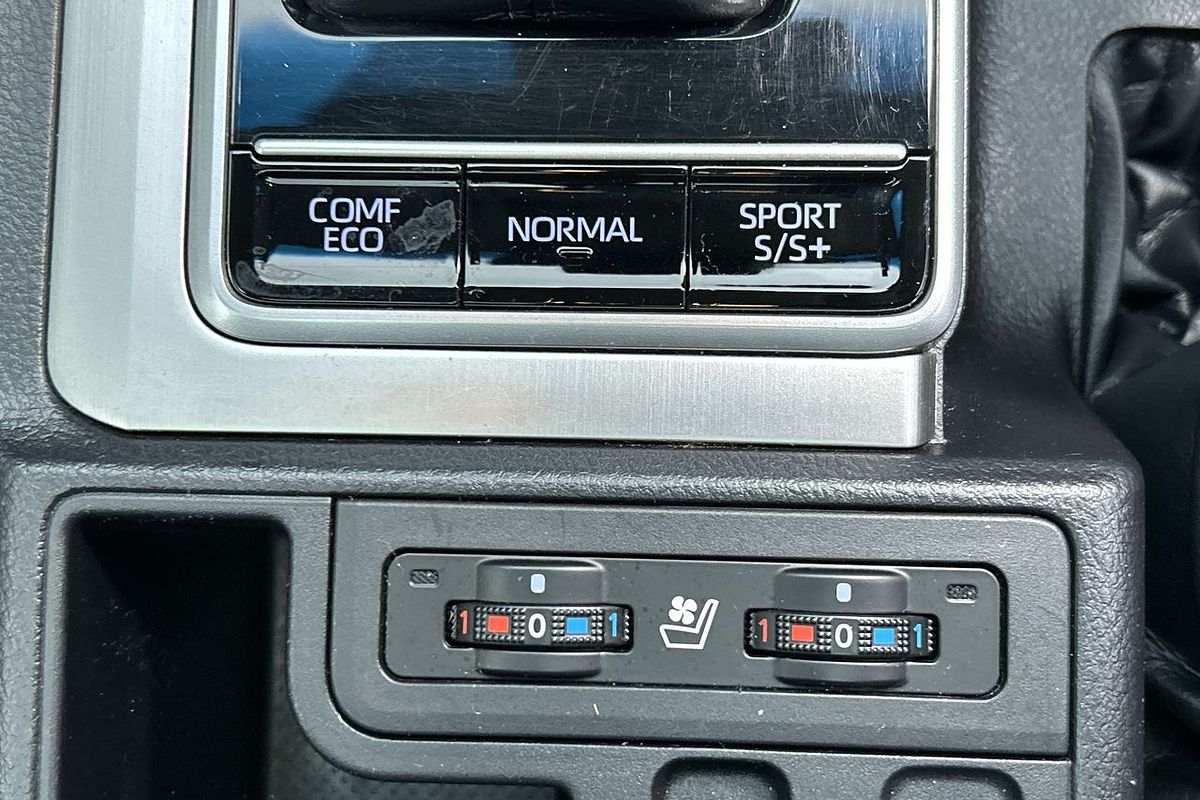 COMF
ECO
NORMAL
SPORT
S/S+
1 0 1
1 0 1